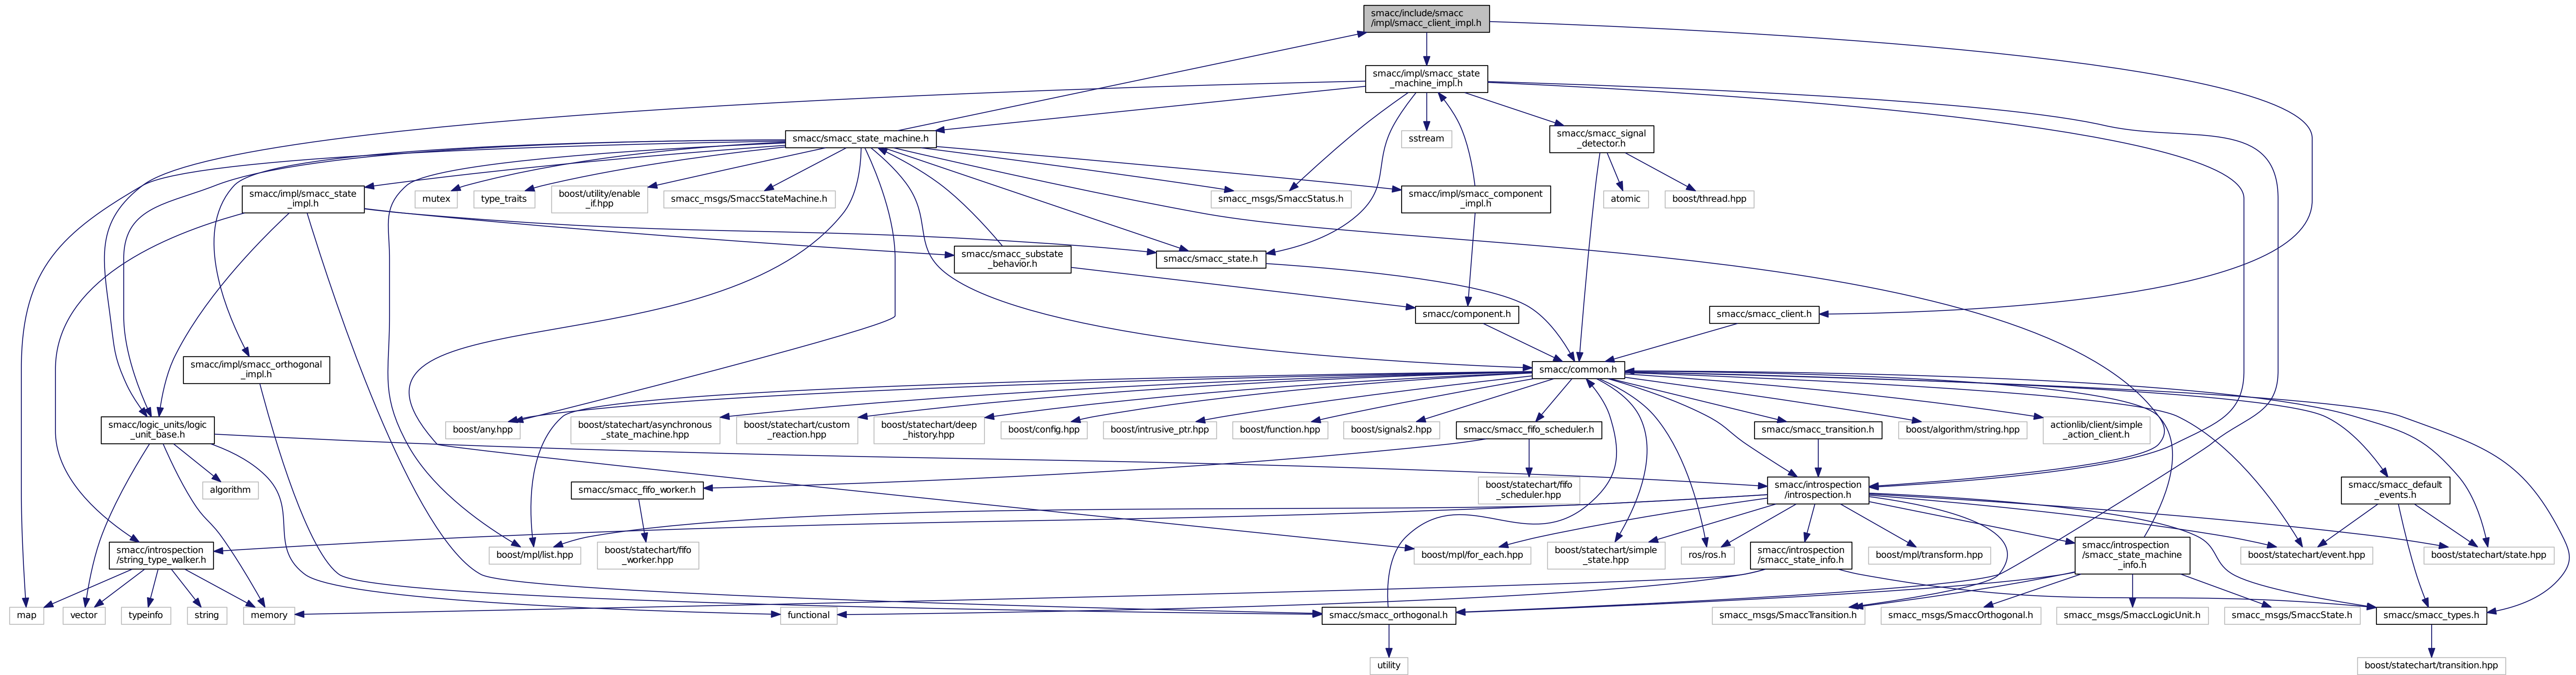 smacc/include/smacc
/impl/smacc_client_impl.h
smacc/impl/smacc_state
_machine_impl.h
smacc/smacc_state_machine.h
sstream
smacc/smacc_signal
_detector.h
smacc/impl/smacc_state
_impl.h
mutex
type_traits
boost/utility/enable
_if.hpp
smacc_msgs/SmaccStateMachine.h
smacc_msgs/SmaccStatus.h
smacc/impl/smacc_component
_impl.h
atomic
boost/thread.hpp
smacc/smacc_substate
_behavior.h
smacc/smacc_state.h
smacc/component.h
smacc/smacc_client.h
smacc/impl/smacc_orthogonal
_impl.h
smacc/common.h
smacc/logic_units/logic
_unit_base.h
boost/any.hpp
boost/statechart/asynchronous
_state_machine.hpp
boost/statechart/custom
_reaction.hpp
boost/statechart/deep
_history.hpp
boost/config.hpp
boost/intrusive_ptr.hpp
boost/function.hpp
boost/signals2.hpp
smacc/smacc_fifo_scheduler.h
smacc/smacc_transition.h
boost/algorithm/string.hpp
actionlib/client/simple
_action_client.h
algorithm
smacc/smacc_fifo_worker.h
boost/statechart/fifo
_scheduler.hpp
smacc/introspection
/introspection.h
smacc/smacc_default
_events.h
smacc/introspection
/string_type_walker.h
boost/mpl/list.hpp
boost/statechart/fifo
_worker.hpp
boost/mpl/for_each.hpp
boost/statechart/simple
_state.hpp
ros/ros.h
smacc/introspection
/smacc_state_info.h
boost/mpl/transform.hpp
smacc/introspection
/smacc_state_machine
_info.h
boost/statechart/event.hpp
boost/statechart/state.hpp
map
vector
typeinfo
string
memory
functional
smacc/smacc_orthogonal.h
smacc_msgs/SmaccTransition.h
smacc_msgs/SmaccOrthogonal.h
smacc_msgs/SmaccLogicUnit.h
smacc_msgs/SmaccState.h
smacc/smacc_types.h
utility
boost/statechart/transition.hpp